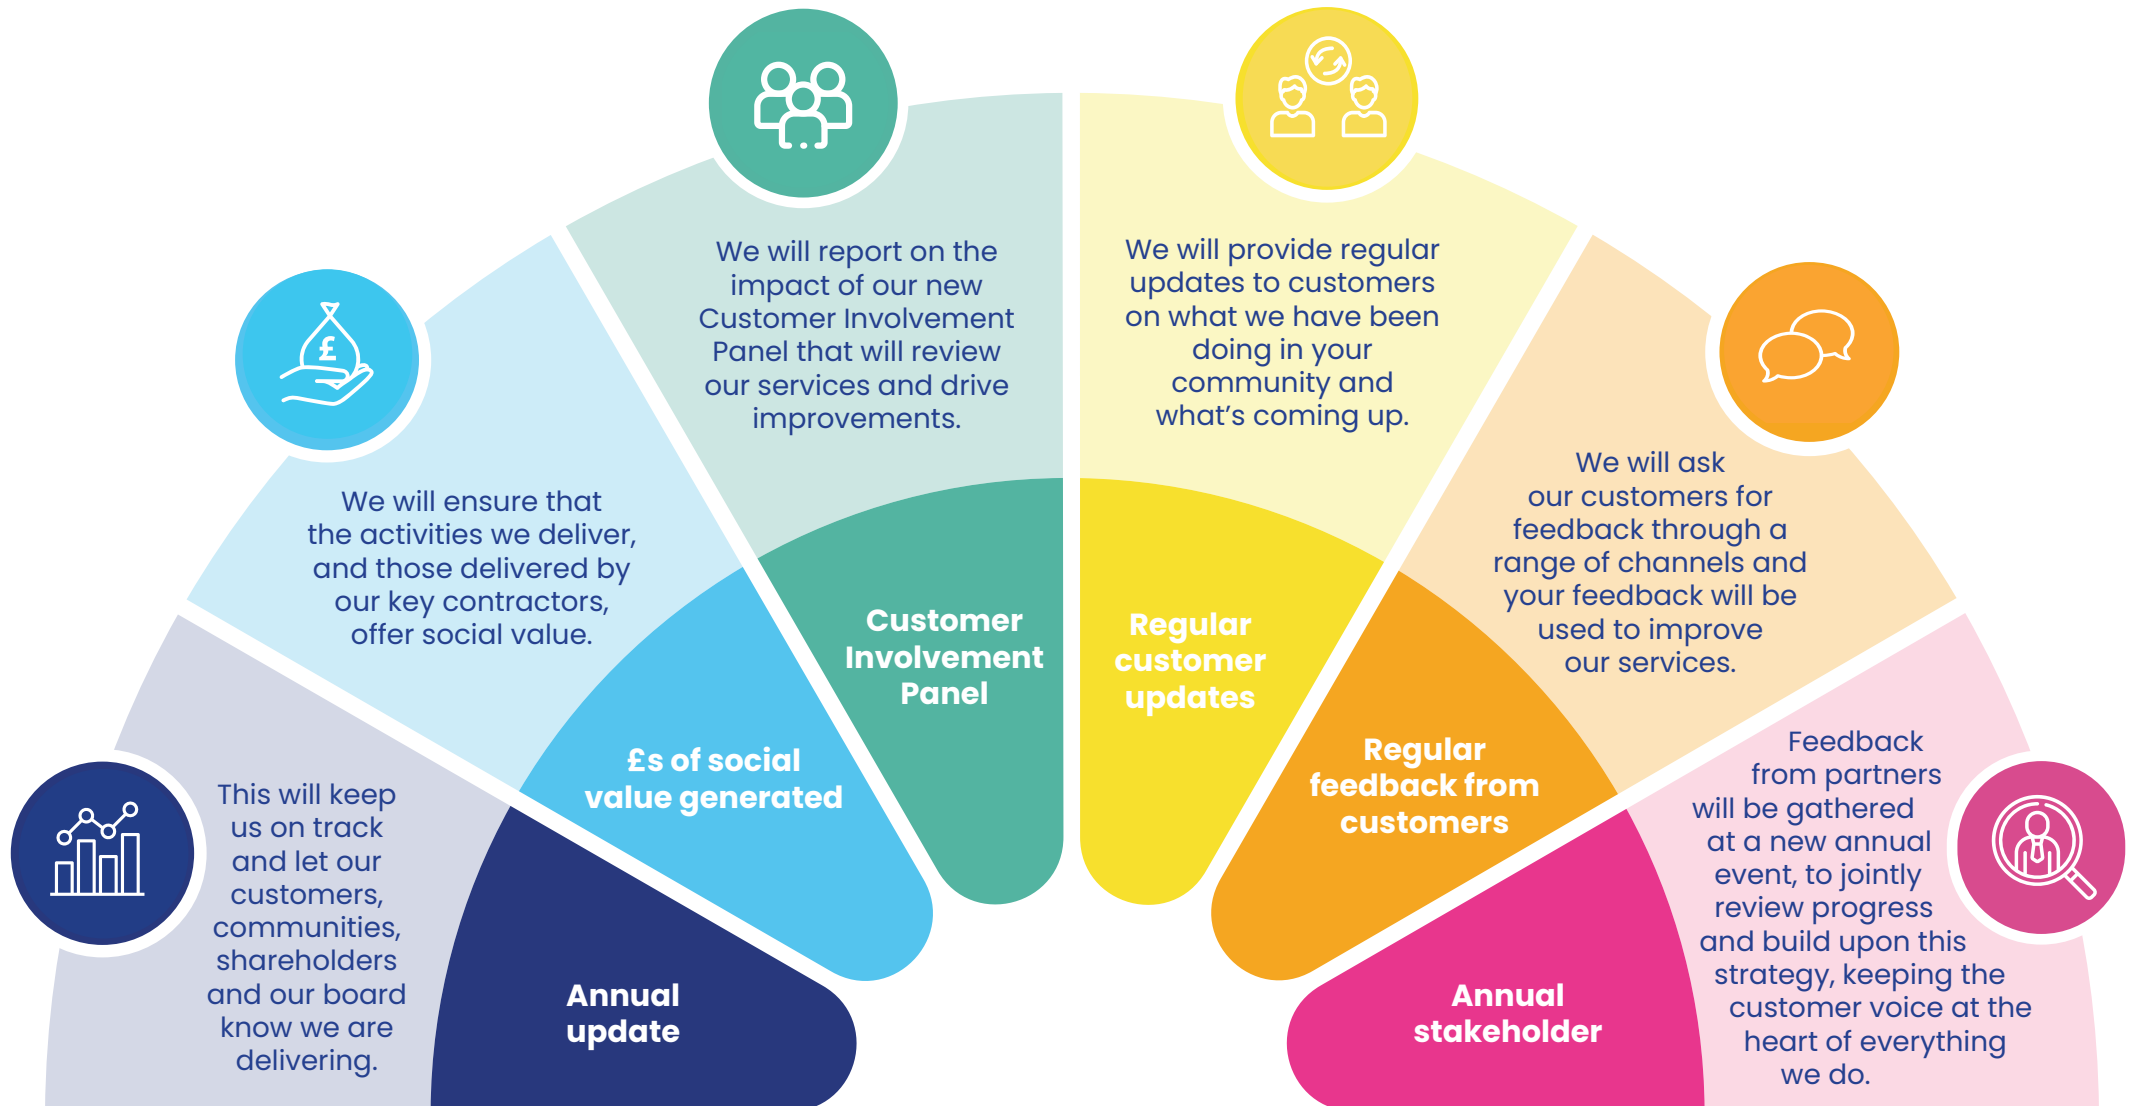 This will keep
us on track
and let our
customers,
communities,
shareholders
and our board
know we are
delivering.
Annual
update
We will ensure that
the activities we deliver,
and those delivered by
our key contractors,
offer social value.
£
£s of social
value generated
We will report on the
impact of our new
Customer Involvement
Panel that will review
our services and drive
improvements.
Customer
Involvement
Panel
We will provide regular
updates to customers
on what we have been
doing in your
community and
what’s coming up.
Regular
customer
updates
We will ask
our customers for
feedback through a
range of channels and
your feedback will be
used to improve
our services.
Regular
feedback from
customers
Feedback
from partners
will be gathered
at a new annual
event, to jointly
review progress
and build upon this
strategy, keeping the
customer voice at the
heart of everything
we do.
Annual
stakeholder